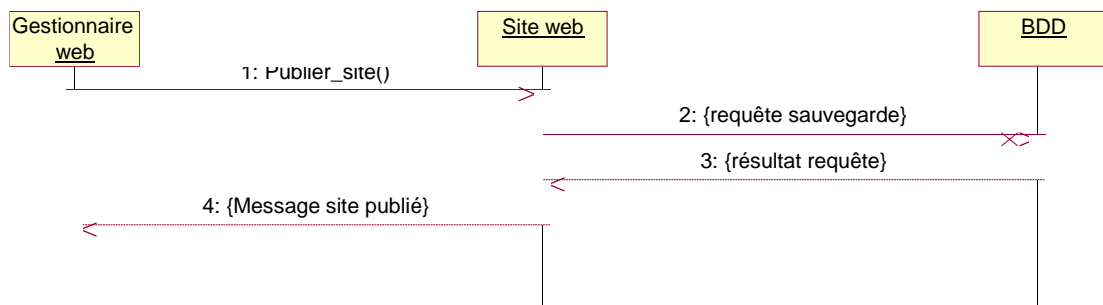 Gestionnaire
web
Site web
BDD
1: Publier_site()
2: {requête sauvegarde}
3: {résultat requête}
4: {Message site publié}